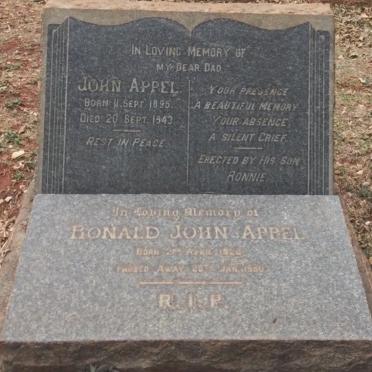 In Loving Memory of
My Dear Dad
John Appel
Born 11 Sept. 1895
Died 20 Sept. 1943
Rest in Peace
Your Presence
A Beautiful Memory
Your Absence
A Silent Grief
Erected by His Son
Ronnie
In Loving Memory of
Ronald John Appel
Born April
Passed Away Jan.
R.I.P.